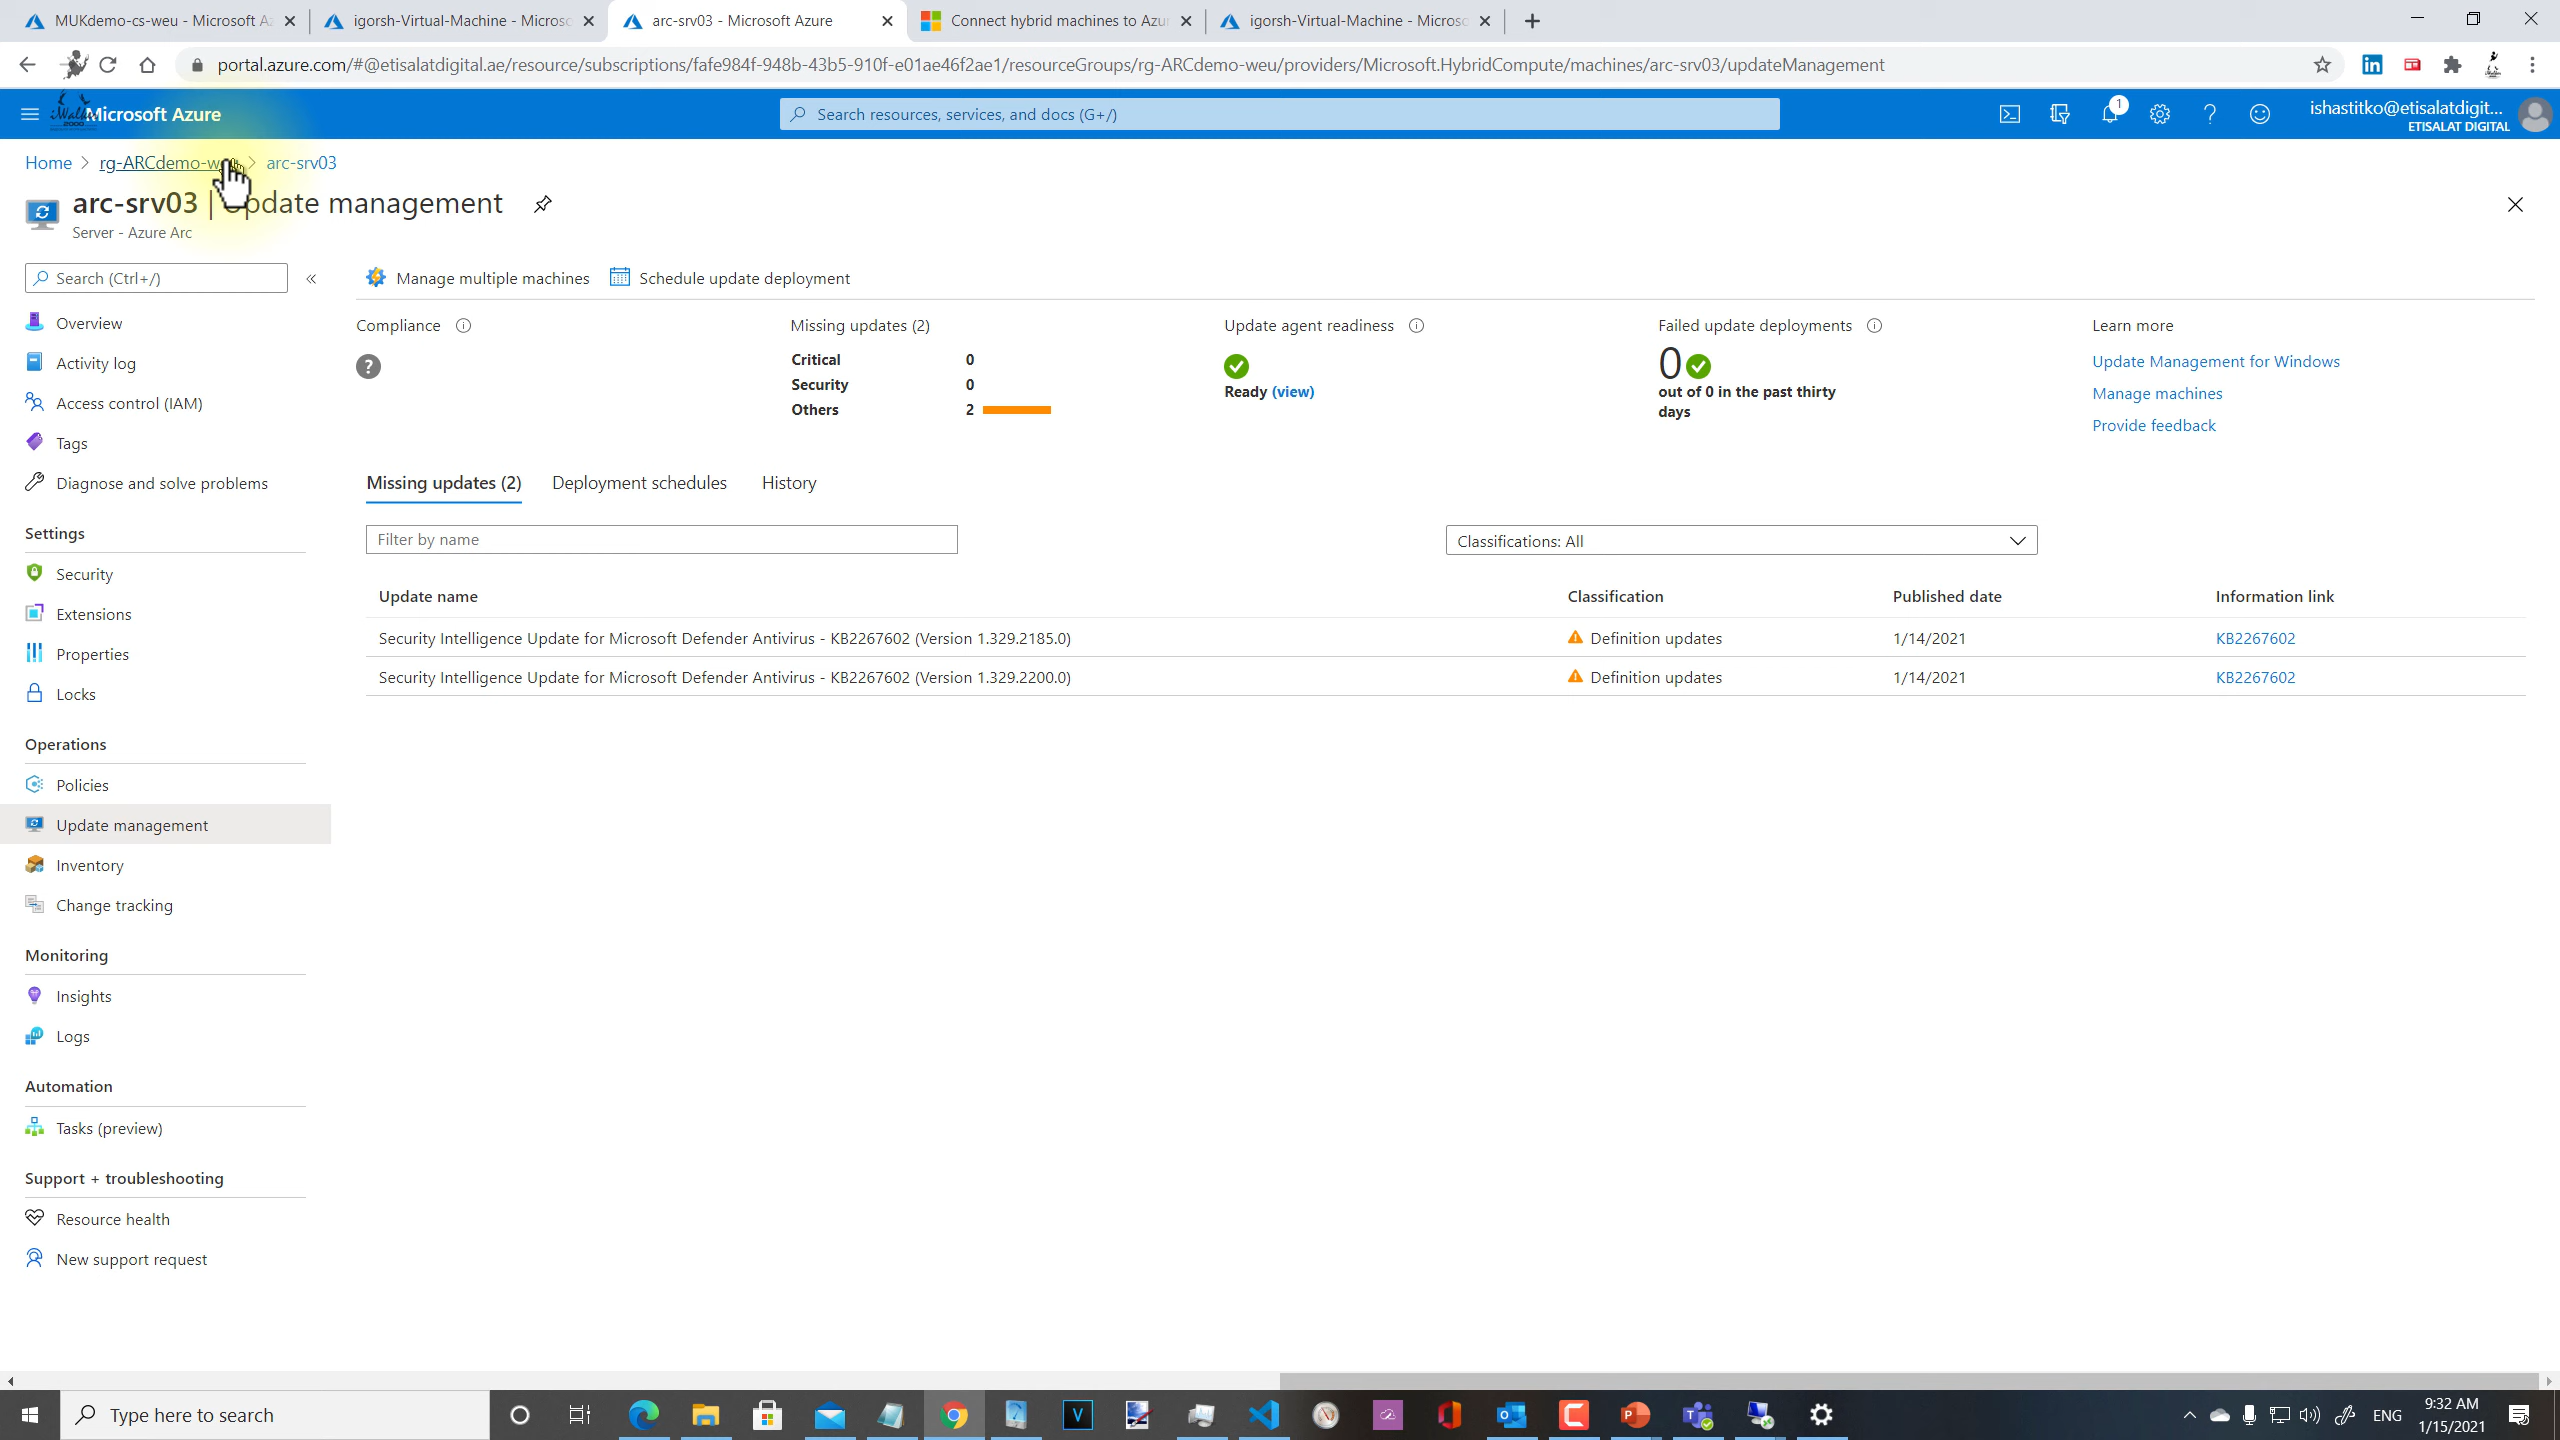 MUKdemo-cs-weu - Microsoft Az
igorsh-Virtual-Machine - Microso
arc-srv03 - Microsoft Azure
Connect hybrid machines to Azur
igorsh-Virtual-Machine - Microso
portal.azure.com/#@etisalatdigital.ae/resource/subscriptions/fafe984f-948b-43b5-910f-e01ae46f2ae1/resourceGroups/rg-ARCdemo-weu/providers/Microsoft.HybridCompute/machines/arc-srv03/updateManagement
Microsoft Azure
Search resources, services, and docs (G+/)
1
ishastitko@etisalatdigit...
ETISALAT DIGITAL
Home > rg-ARCdemo-weu > arc-srv03
arc-srv03 | Update management
Server - Azure Arc
Search (Ctrl+/)
«
Manage multiple machines
Schedule update deployment
Overview
Activity log
Access control (IAM)
Tags
Diagnose and solve problems
Settings
Security
Extensions
Properties
Locks
Operations
Policies
Update management
Inventory
Change tracking
Monitoring
Insights
Logs
Automation
Tasks (preview)
Support + troubleshooting
Resource health
New support request
Compliance
?
Missing updates (2)
Critical 0
Security 0
Others 2
Update agent readiness
Ready (view)
Failed update deployments
0
out of 0 in the past thirty
days
Learn more
Update Management for Windows
Manage machines
Provide feedback
Missing updates (2) Deployment schedules History
Filter by name
Classifications: All
Update name Classification Published date Information link
Security Intelligence Update for Microsoft Defender Antivirus - KB2267602 (Version 1.329.2185.0) Definition updates 1/14/2021 KB2267602
Security Intelligence Update for Microsoft Defender Antivirus - KB2267602 (Version 1.329.2200.0) Definition updates 1/14/2021 KB2267602
Type here to search
ENG
9:32 AM
1/15/2021